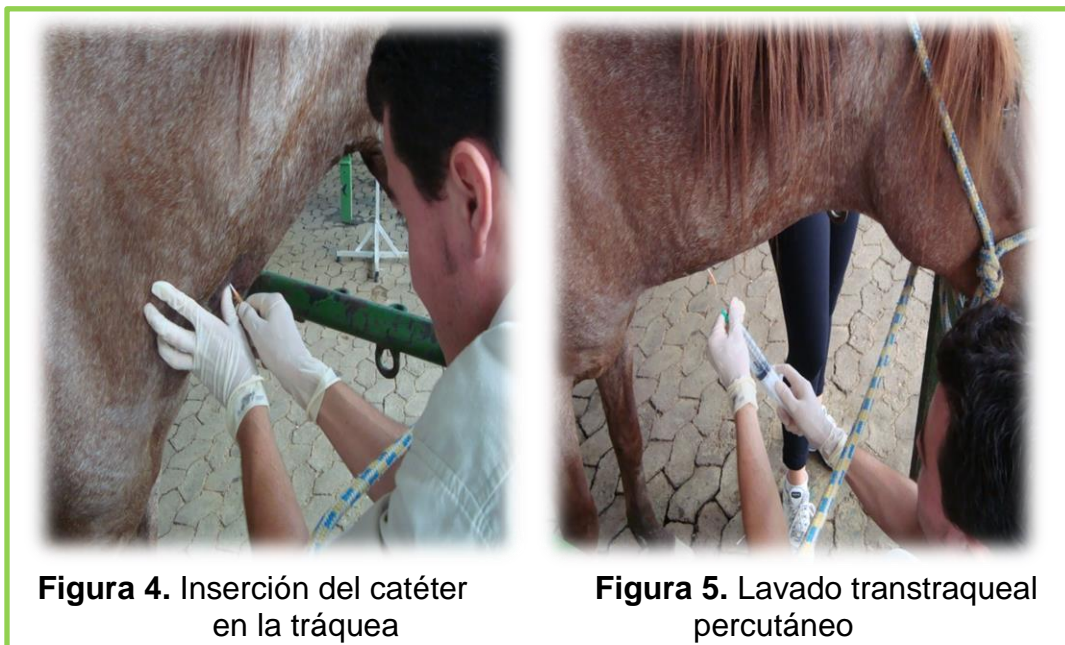 Figura 4. Inserción del catéter
en la tráquea
Figura 5. Lavado transtraqueal
percutáneo